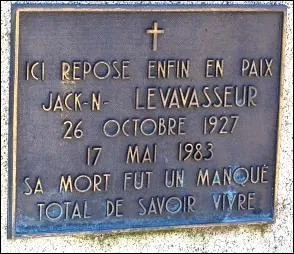 ICI REPOSE ENFIN EN PAIX
JACK-N- LEVAVASSEUR
26 OCTOBRE 1927
17 MAI 1983
SA MORT FUT UN MANQUÉ
TOTAL DE SAVOIR VIVRE